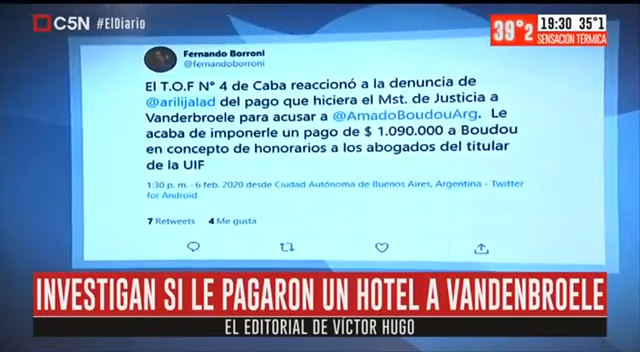 C5N #ElDiario
39°2
19:30 35°1
SENSACIÓN TÉRMICA
Fernando Borroni
@fernandoborroni
El T.O.F N° 4 de Caba reaccionó a la denuncia de
@arilijalad del pago que hiciera el Mst. de Justicia a
Vanderbroele para acusar a @AmadoBoudouArg. Le
acaba de imponerle un pago de $ 1.090.000 a Boudou
en concepto de honorarios a los abogados del titular
de la UIF
1:30 p. m. · 6 feb. 2020 desde Ciudad Autónoma de Buenos Aires, Argentina · Twitter
for Android
7 Retweets 4 Me gusta
INVESTIGAN SI LE PAGARON UN HOTEL A VANDENBROELE
EL EDITORIAL DE VÍCTOR HUGO